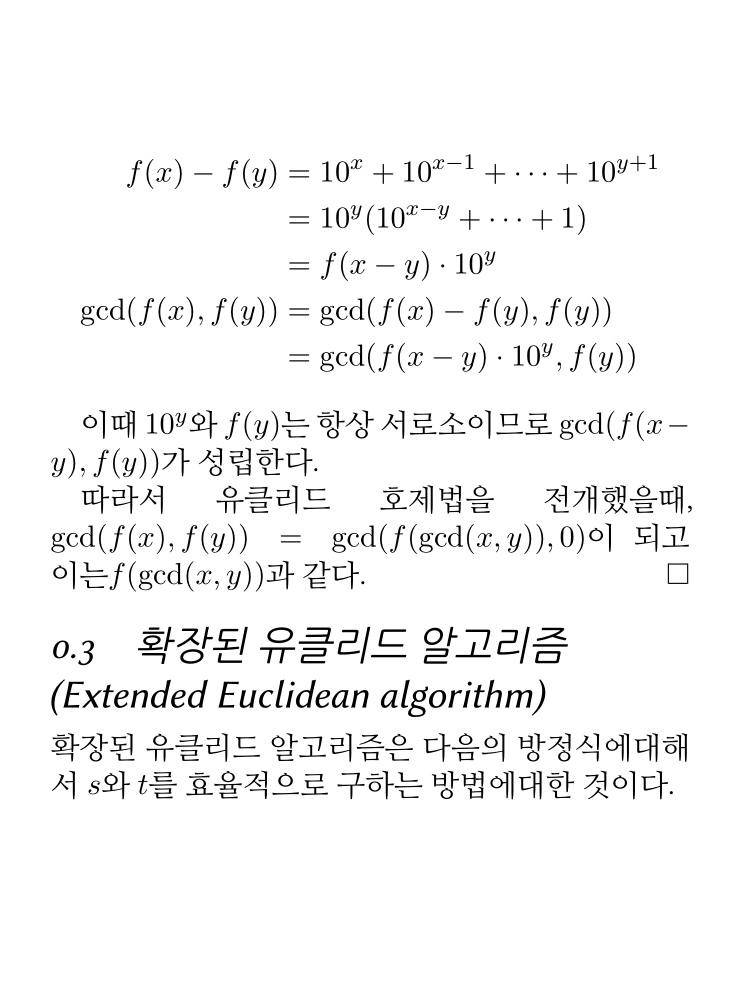 f(x) − f(y) = 10^x + 10^{x−1} + ⋯ + 10^{y+1}
= 10^y(10^{x−y} + ⋯ + 1)
= f(x − y) · 10^y
gcd(f(x), f(y)) = gcd(f(x) − f(y), f(y))
= gcd(f(x − y) · 10^y, f(y))
이때 10^y와 f(y)는 항상 서로소이므로 gcd(f(x −
y), f(y))가 성립한다.
따라서 유클리드 호제법을 전개했을때,
gcd(f(x), f(y)) = gcd(f(gcd(x, y)), 0)이 되고
이는f(gcd(x, y))과 같다. □
0.3 확장된 유클리드 알고리즘
(Extended Euclidean algorithm)
확장된 유클리드 알고리즘은 다음의 방정식에대해
서 s와 t를 효율적으로 구하는 방법에대한 것이다.